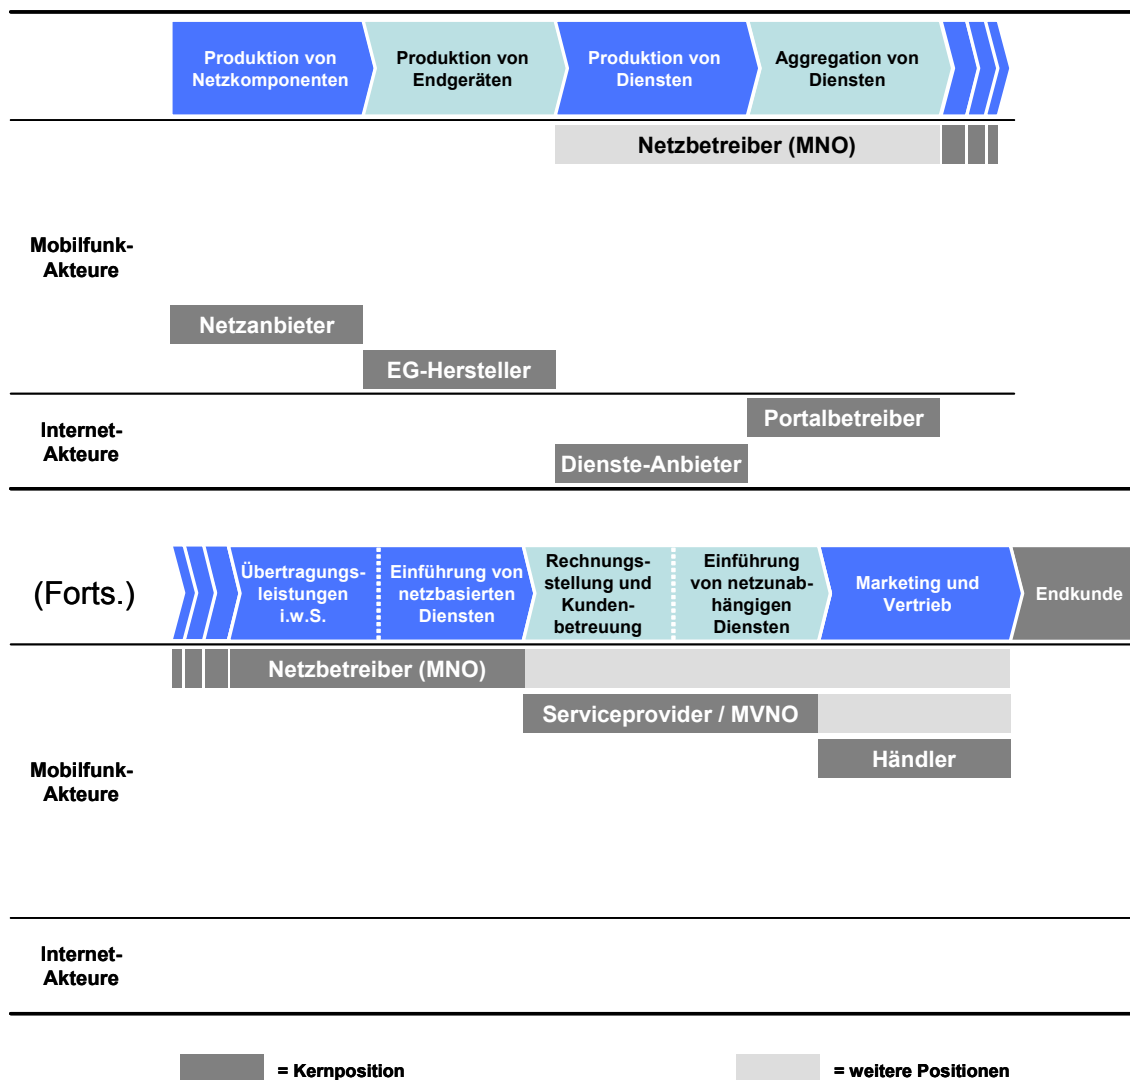 Produktion von
Netzkomponenten
Produktion von
Endgeräten
Produktion von
Diensten
Aggregation von
Diensten
Netzbetreiber (MNO)
Mobilfunk-
Akteure
Netzanbieter
EG-Hersteller
Internet-
Akteure
Portalbetreiber
Dienste-Anbieter
(Forts.)
Übertragungs-
leistungen
i.w.S.
Einführung von
netzbasierten
Diensten
Rechnungs-
stellung und
Kunden-
betreuung
Einführung
von netzunab-
hängigen
Diensten
Marketing und
Vertrieb
Endkunde
Netzbetreiber (MNO)
Serviceprovider / MVNO
Händler
Mobilfunk-
Akteure
Internet-
Akteure
= Kernposition
= weitere Positionen